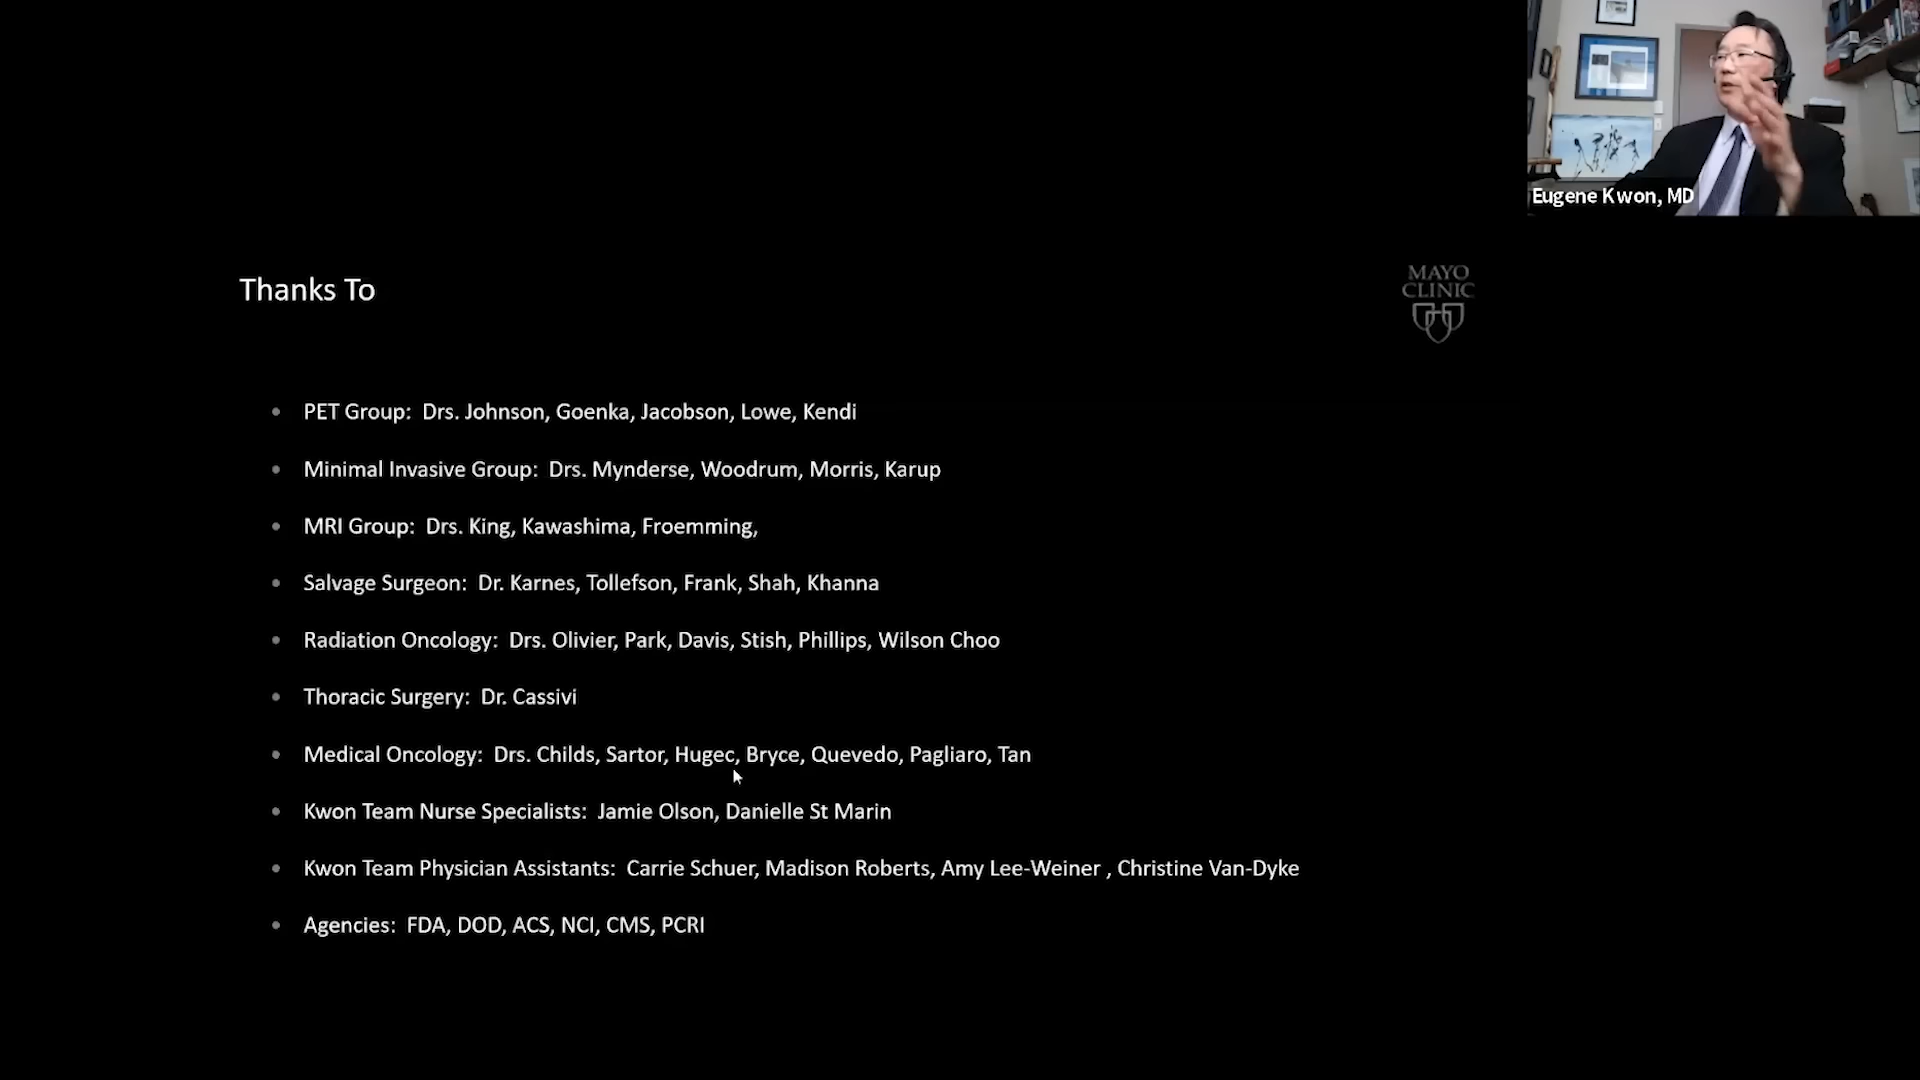 Eugene Kwon, MD
Thanks To
MAYO
CLINIC
PET Group: Drs. Johnson, Goenka, Jacobson, Lowe, Kendi
Minimal Invasive Group: Drs. Mynderse, Woodrum, Morris, Karup
MRI Group: Drs. King, Kawashima, Froemming,
Salvage Surgeon: Dr. Karnes, Tollefson, Frank, Shah, Khanna
Radiation Oncology: Drs. Olivier, Park, Davis, Stish, Phillips, Wilson Choo
Thoracic Surgery: Dr. Cassivi
Medical Oncology: Drs. Childs, Sartor, Hugec, Bryce, Quevedo, Pagliaro, Tan
Kwon Team Nurse Specialists: Jamie Olson, Danielle St Marin
Kwon Team Physician Assistants: Carrie Schuer, Madison Roberts, Amy Lee-Weiner , Christine Van-Dyke
Agencies: FDA, DOD, ACS, NCI, CMS, PCRI